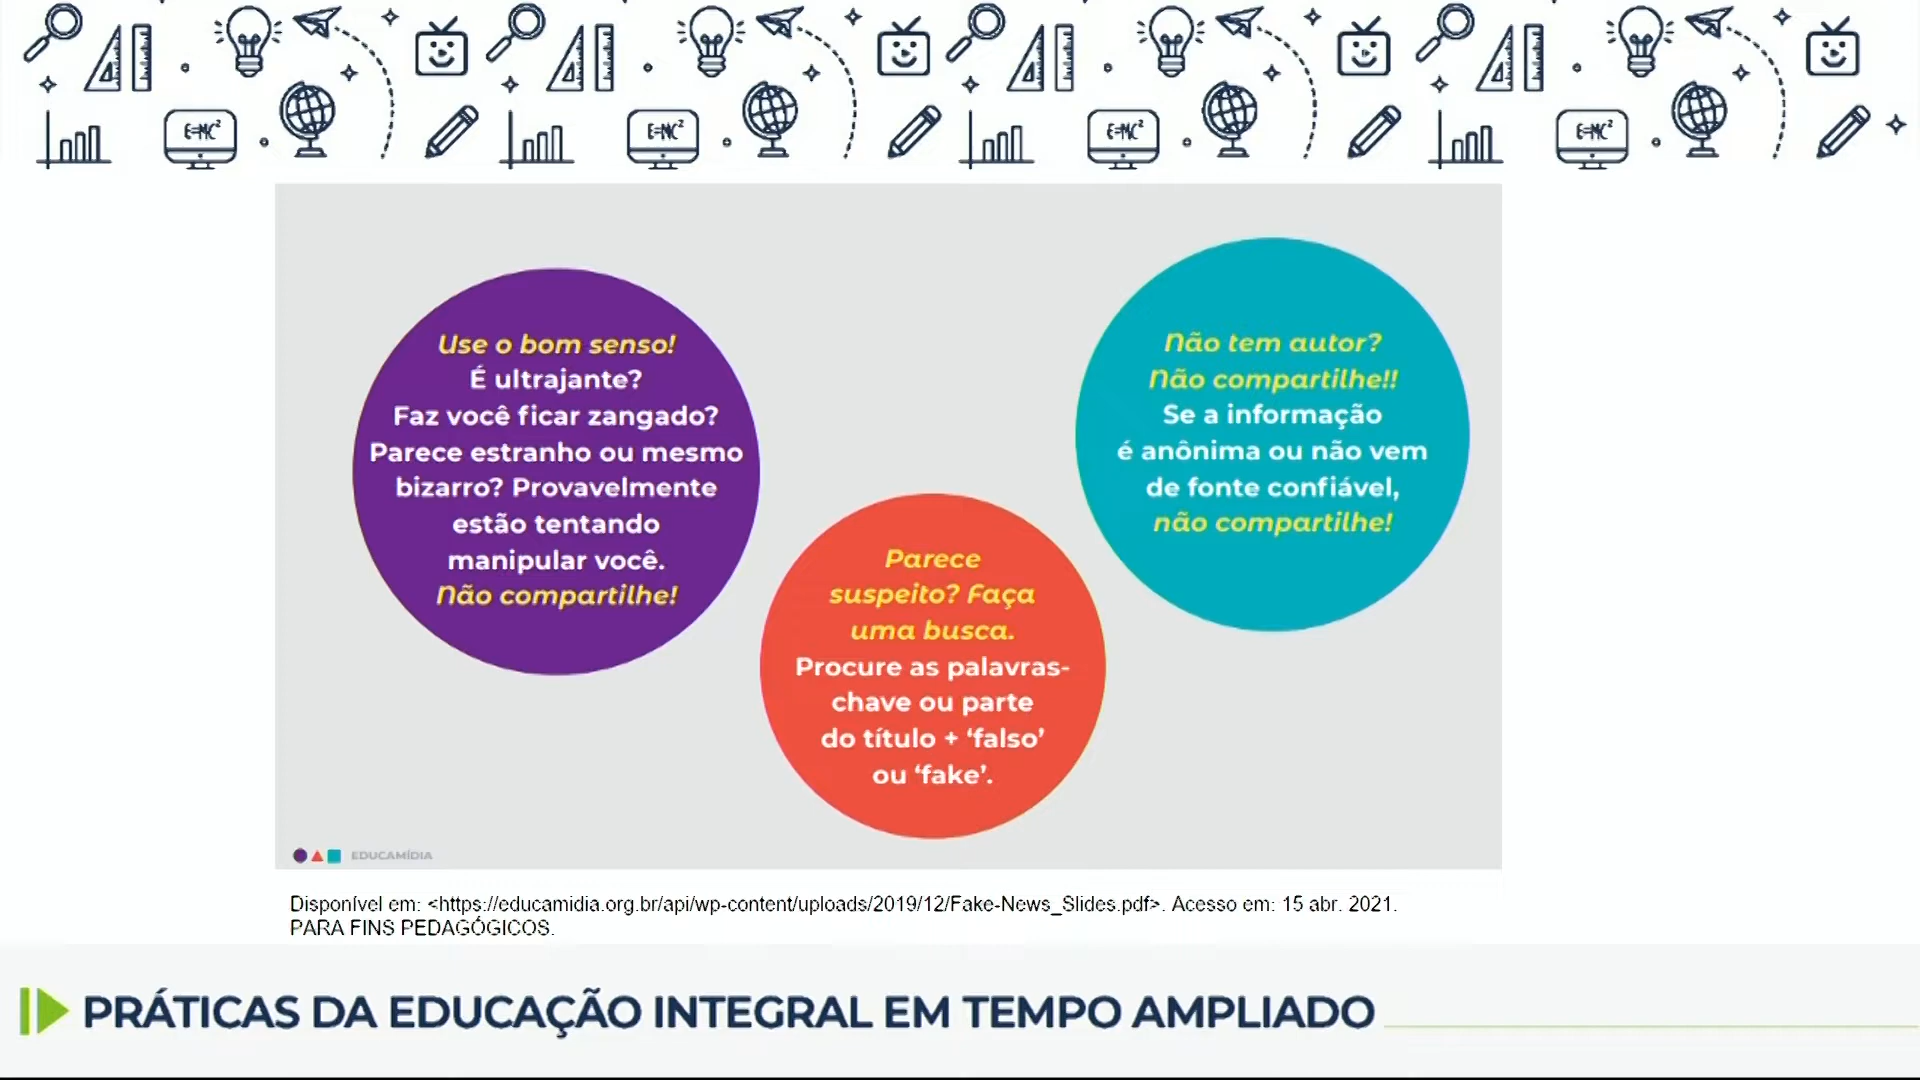 E=MC²
E=MC²
E=MC²
E=MC²
Use o bom senso!
É ultrajante?
Faz você ficar zangado?
Parece estranho ou mesmo
bizarro? Provavelmente
estão tentando
manipular você.
Não compartilhe!
Parece
suspeito? Faça
uma busca.
Procure as palavras-
chave ou parte
do título + ‘falso’
ou ‘fake’.
Não tem autor?
Não compartilhe!!
Se a informação
é anônima ou não vem
de fonte confiável,
não compartilhe!
EDUCAMÍDIA
Disponível em: <https://educamidia.org.br/api/wp-content/uploads/2019/12/Fake-News_Slides.pdf>. Acesso em: 15 abr. 2021.
PARA FINS PEDAGÓGICOS.
PRÁTICAS DA EDUCAÇÃO INTEGRAL EM TEMPO AMPLIADO